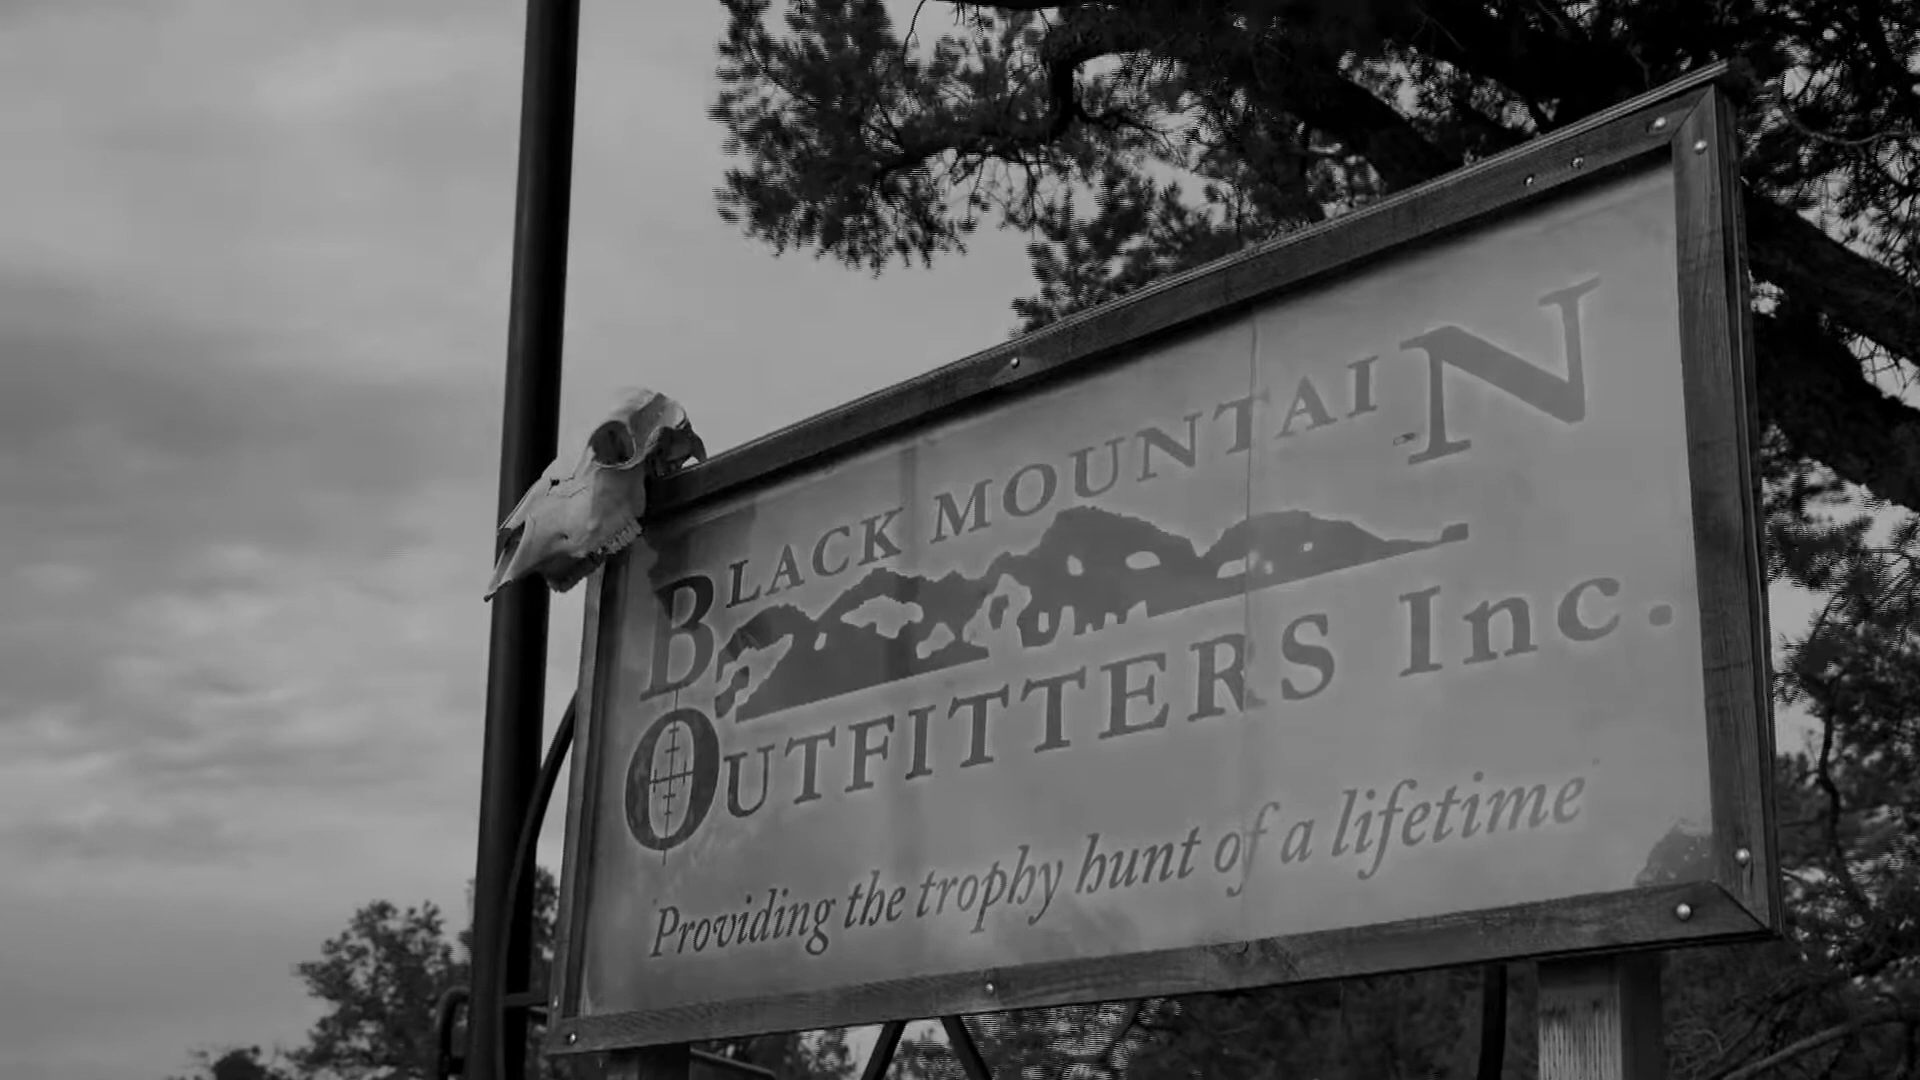 BLACK MOUNTAIN
OUTFITTERS Inc.
"Providing the trophy hunt of a lifetime"